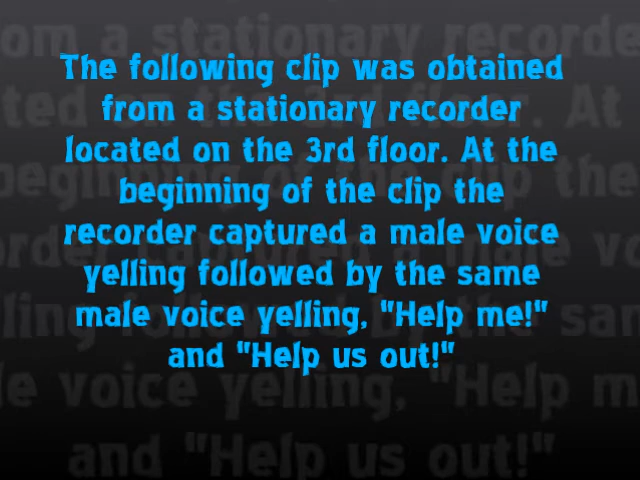 The following clip was obtained
from a stationary recorder
located on the 3rd floor. At the
beginning of the clip the
recorder captured a male voice
yelling followed by the same
male voice yelling, "Help me!"
and "Help us out!"